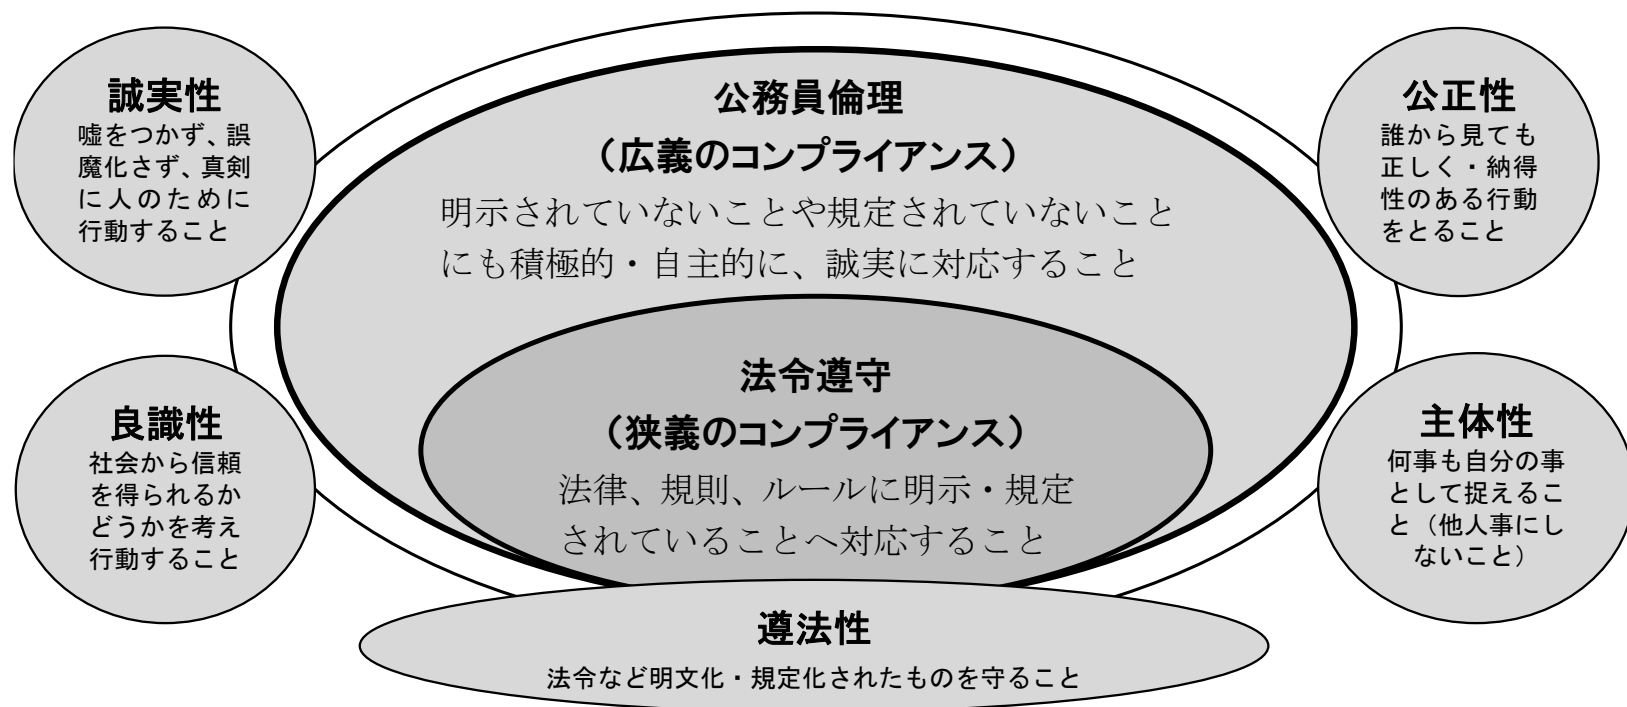 誠実性
嘘をつかず、誤
魔化さず、真剣
に人のために
行動すること
公務員倫理
（広義のコンプライアンス）
明示されていないことや規定されていないこと
にも積極的・自主的に、誠実に対応すること
公正性
誰から見ても
正しく・納得
性のある行動
をとること
良識性
社会から信頼
を得られるか
どうかを考え
行動すること
法令遵守
（狭義のコンプライアンス）
法律、規則、ルールに明示・規定
されていることへ対応すること
主体性
何事も自分の事
として捉えるこ
と（他人事にし
ないこと）
遵法性
法令など明文化・規定化されたものを守ること